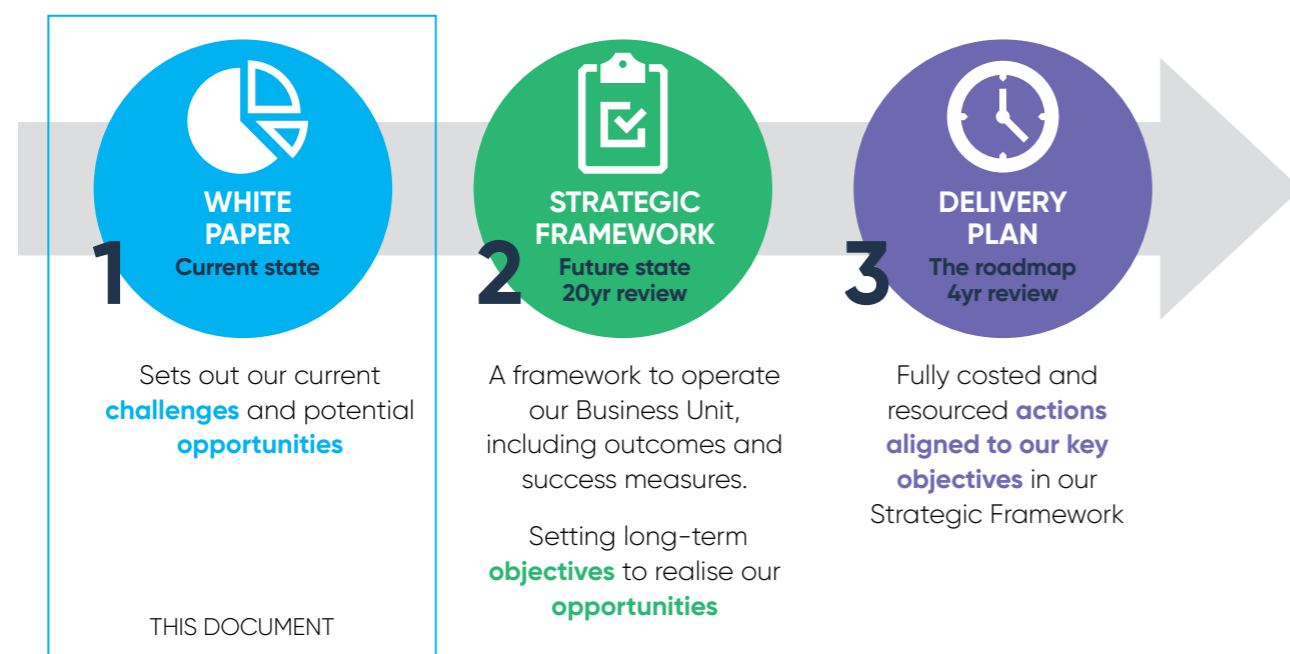 1
WHITE
PAPER
Current state
Sets out our current
challenges and potential
opportunities
THIS DOCUMENT
2
STRATEGIC
FRAMEWORK
Future state
20yr review
A framework to operate
our Business Unit,
including outcomes and
success measures.
Setting long-term
objectives to realise our
opportunities
3
DELIVERY
PLAN
The roadmap
4yr review
Fully costed and
resourced actions
aligned to our key
objectives in our
Strategic Framework